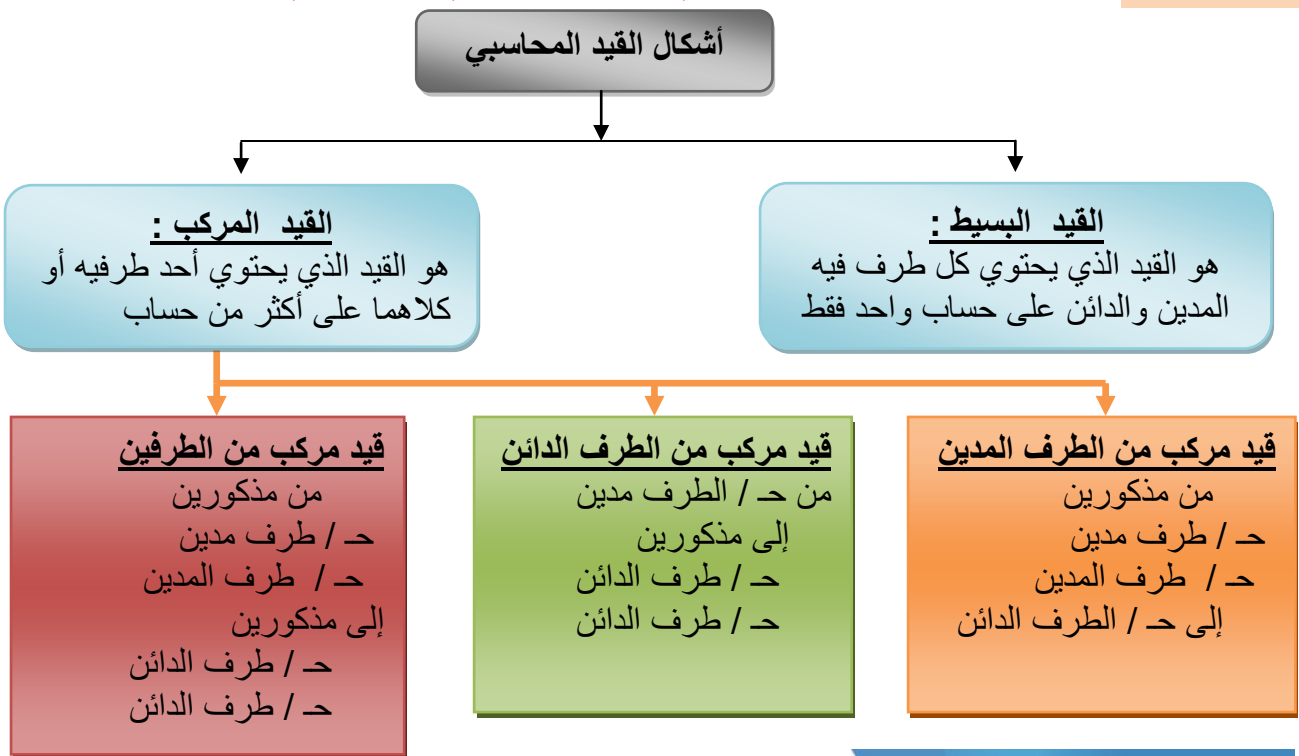 أشكال القيد المحاسبي
القيد البسيط :
هو القيد الذي يحتوي كل طرف فيه
المدين والدائن على حساب واحد فقط
القيد المركب :
هو القيد الذي يحتوي أحد طرفيه أو
كلاهما على أكثر من حساب
قيد مركب من الطرف المدين
من مذكورين
حـ / طرف مدين
حـ / طرف المدين
إلى حـ / الطرف الدائن
قيد مركب من الطرف الدائن
من حـ / الطرف مدين
إلى مذكورين
حـ / طرف الدائن
حـ / طرف الدائن
قيد مركب من الطرفين
من مذكورين
حـ / طرف مدين
حـ / طرف المدين
إلى مذكورين
حـ / طرف الدائن
حـ / طرف الدائن